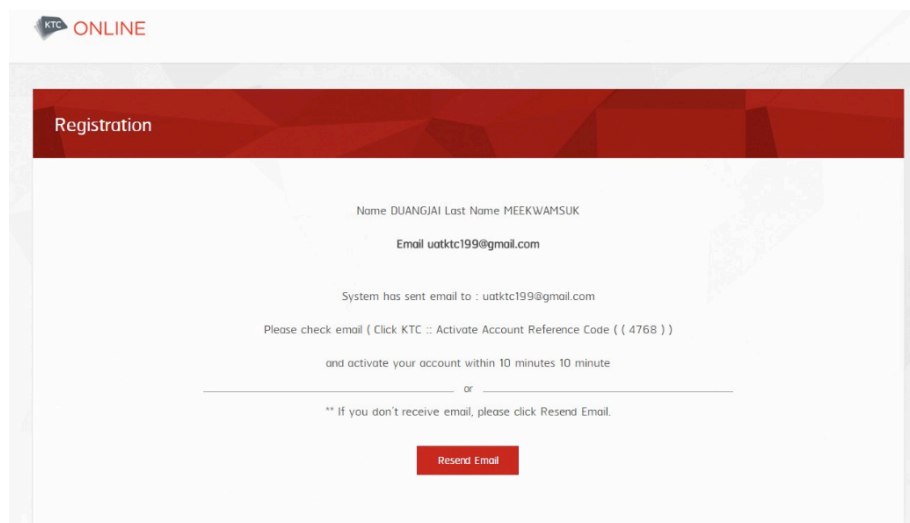 KTC ONLINE
Registration
Name DUANGJAI Last Name MEEKWAMSUK
Email uatktc199@gmail.com
System has sent email to : uatktc199@gmail.com
Please check email ( Click KTC :: Activate Account Reference Code ( ( 4768 ) )
and activate your account within 10 minutes 10 minute
or
** If you don't receive email, please click Resend Email.
Resend Email